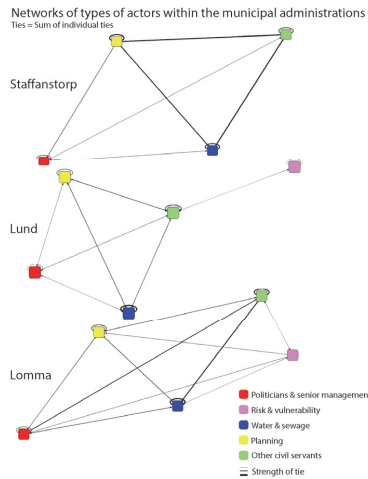 Networks of types of actors within the municipal administrations
Ties = Sum of individual ties
Staffanstorp
Lund
Lomma
Politicians & senior managemen
Risk & vulnerability
Water & sewage
Planning
Other civil servants
Strength of tie